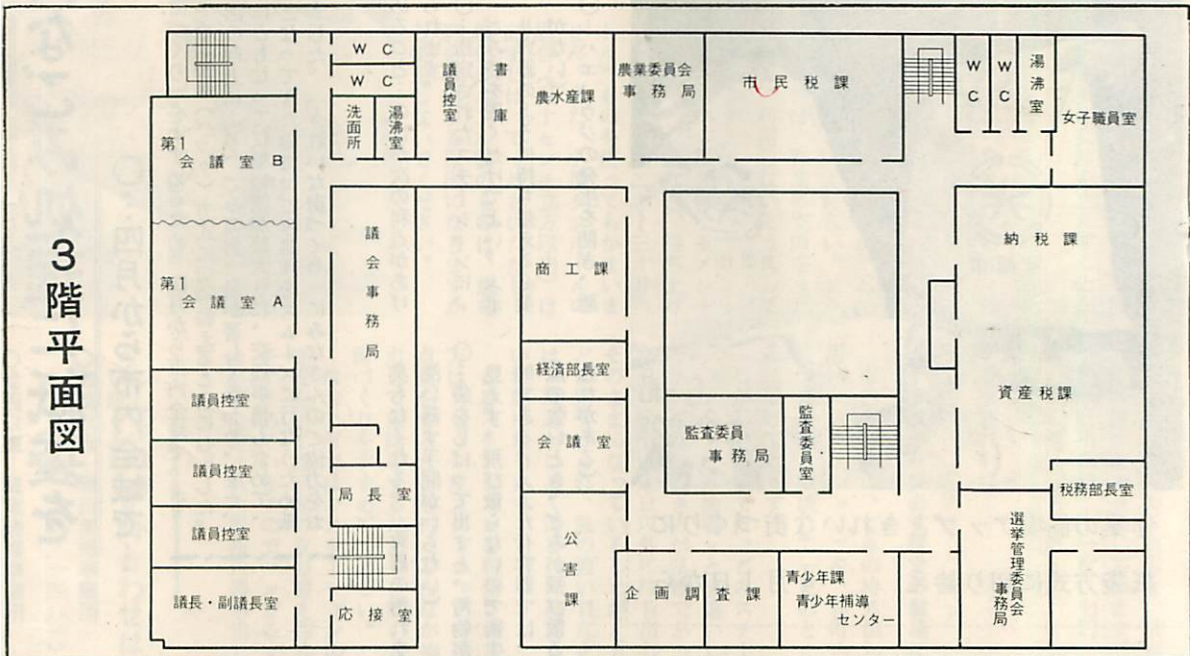 3階平面図
WC
WC
洗面所
湯沸室
議員控室
書庫
農水産課
農業委員会
事務局
市民税課
WC
WC
湯沸室
女子職員室
第1
会議室 B
第1
会議室 A
議員控室
議員控室
議員控室
議長・副議長室
議会事務局
局長室
応接室
商工課
経済部長室
会議室
公害課
監査委員
事務局
監査委員室
企画調査課
青少年課
青少年補導
センター
納税課
資産税課
税務部長室
選挙管理委員会
事務局